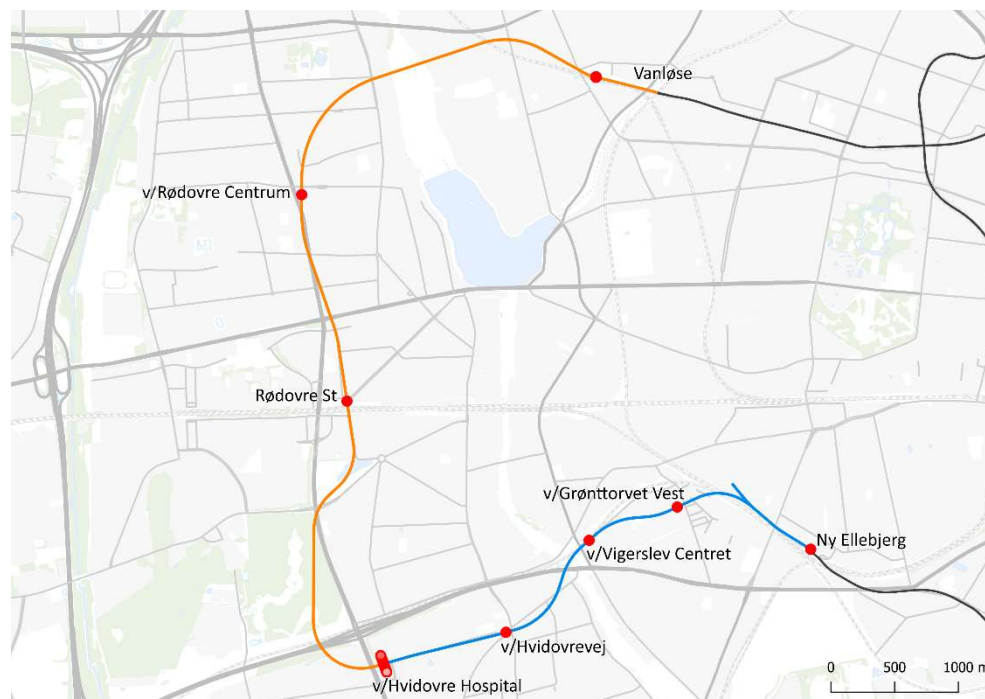 Vanløse
v/Rødovre Centrum
Rødovre St
v/Grønttorvet Vest
Ny Ellebjerg
v/Vigerslev Centret
v/Hvidovrevej
v/Hvidovre Hospital
0 500 1000 m